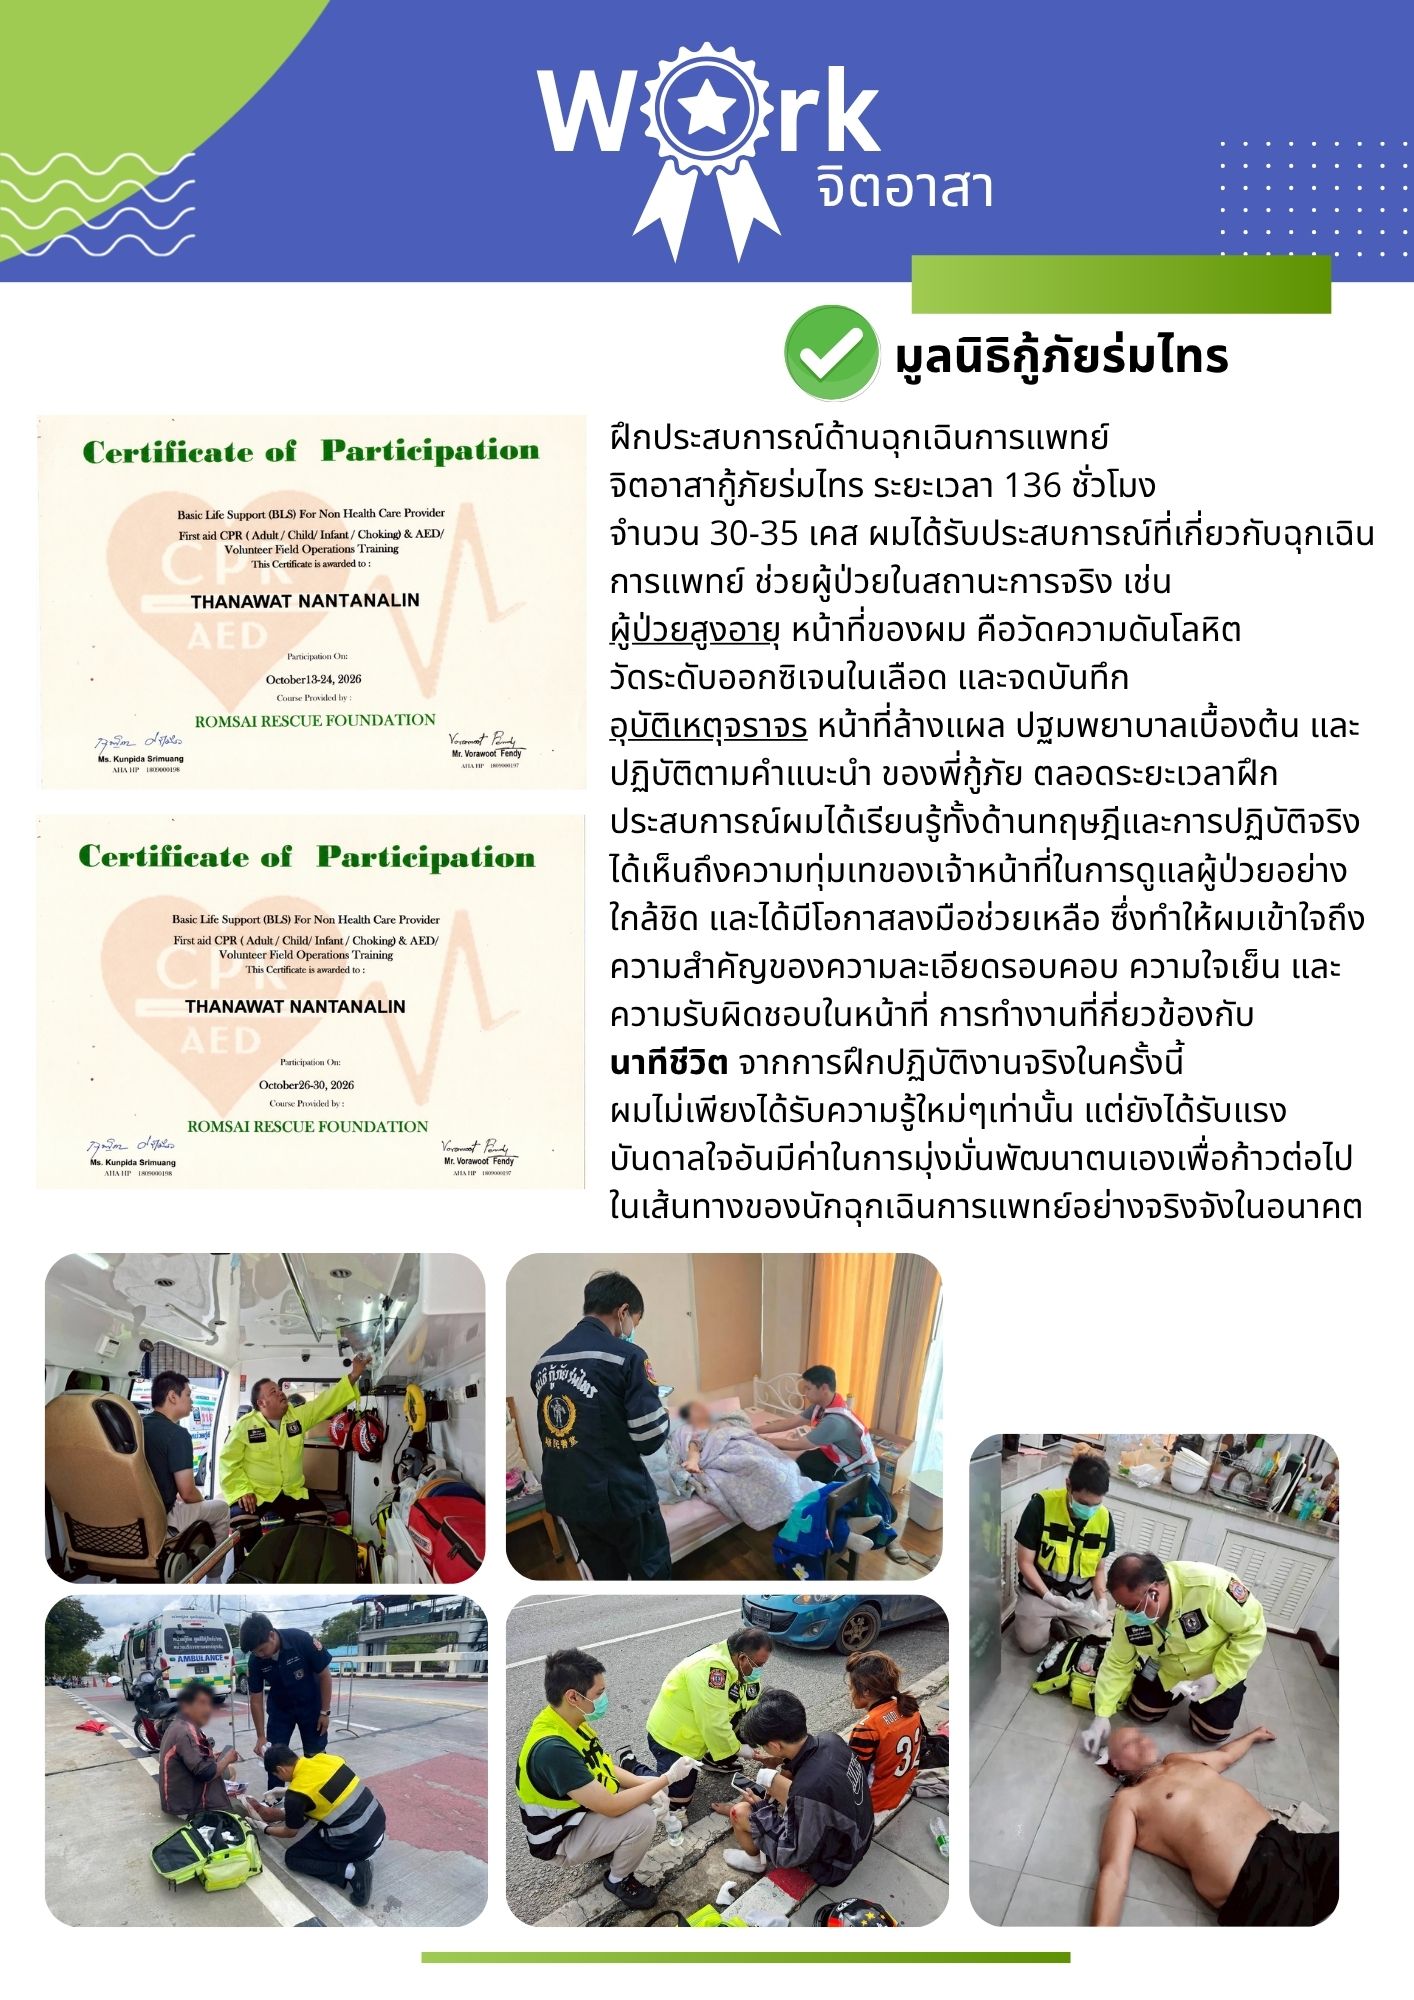 Work
จิตอาสา
มูลนิธิกู้ภัยร่มไทร
Certificate of Participation
Basic Life Support (BLS) For Non Health Care Provider
First aid CPR ( Adult / Child/ Infant / Choking) & AED/
Volunteer Field Operations Training
This Certificate is awarded to :
CPR
THANAWAT NANTANALIN
AED
Participation On:
October13-24, 2026
Course Provided by :
ROMSAI RESCUE FOUNDATION
Ms. Kunpida Srimuang
AHA HP 1809000198
Mr. Vorawoot Fendy
AHA HP 1809000197
Certificate of Participation
Basic Life Support (BLS) For Non Health Care Provider
First aid CPR ( Adult / Child/ Infant / Choking) & AED/
Volunteer Field Operations Training
This Certificate is awarded to :
CPR
THANAWAT NANTANALIN
AED
Participation On:
October26-30, 2026
Course Provided by :
ROMSAI RESCUE FOUNDATION
Ms. Kunpida Srimuang
AHA HP 1809000198
Mr. Vorawoot Fendy
AHA HP 1809000197
ฝึกประสบการณ์ด้านฉุกเฉินการแพทย์
จิตอาสากู้ภัยร่มไทร ระยะเวลา 136 ชั่วโมง
จำนวน 30-35 เคส ผมได้รับประสบการณ์ที่เกี่ยวกับฉุกเฉิน
การแพทย์ ช่วยผู้ป่วยในสถานะการจริง เช่น
ผู้ป่วยสูงอายุ หน้าที่ของผม คือวัดความดันโลหิต
วัดระดับออกซิเจนในเลือด และจดบันทึก
อุบัติเหตุจราจร หน้าที่ล้างแผล ปฐมพยาบาลเบื้องต้น และ
ปฏิบัติตามคำแนะนำ ของพี่กู้ภัย ตลอดระยะเวลาฝึก
ประสบการณ์ผมได้เรียนรู้ทั้งด้านทฤษฎีและการปฏิบัติจริง
ได้เห็นถึงความทุ่มเทของเจ้าหน้าที่ในการดูแลผู้ป่วยอย่าง
ใกล้ชิด และได้มีโอกาสลงมือช่วยเหลือ ซึ่งทำให้ผมเข้าใจถึง
ความสำคัญของความละเอียดรอบคอบ ความใจเย็น และ
ความรับผิดชอบในหน้าที่ การทำงานที่กี่ยวข้องกับ
นาทีชีวิต จากการฝึกปฏิบัติงานจริงในครั้งนี้
ผมไม่เพียงได้รับความรู้ใหม่ๆเท่านั้น แต่ยังได้รับแรง
บันดาลใจอันมีค่าในการมุ่งมั่นพัฒนาตนเองเพื่อก้าวต่อไป
ในเส้นทางของนักฉุกเฉินการแพทย์อย่างจริงจังในอนาคต
มูลนิธิกู้ภัยร่มไทร
AMBULANCE
RUDI
32